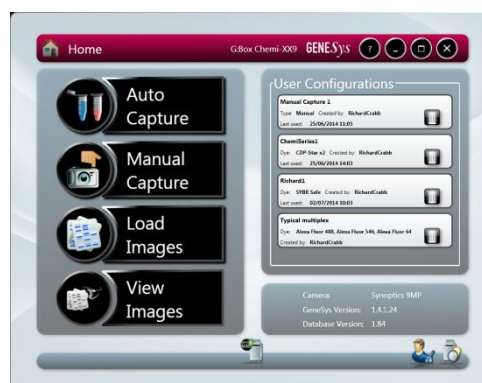 Home
G:Box Chemi-XX9 GENESys ?
Auto
Capture
Manual
Capture
Load
Images
View
Images
User Configurations
Manual Capture 1
Type: Manual Created by: RichardCrabb
Last used: 25/06/2014 11:05
ChemiSeries1
Dye: CDP-Star x2 Created by: RichardCrabb
Last used: 25/06/2014 14:03
Richard1
Dye: SYBR Safe Created by: RichardCrabb
Last used: 02/07/2014 10:03
Typical multiplex
Dye: Alexa Fluor 488, Alexa Fluor 546, Alexa Fluor 64
Created by: RichardCrabb
Camera: Synoptics 9MP
GeneSys Version: 1.4.1.24
Database Version: 1.84